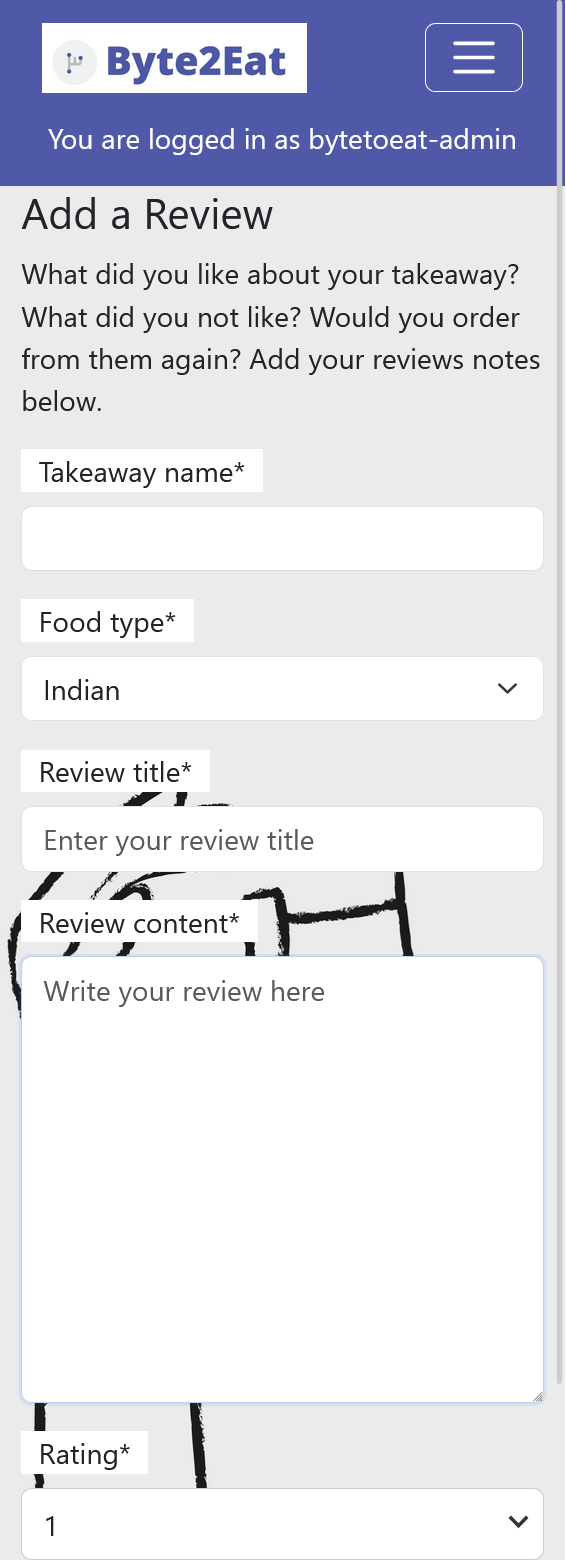 Byte2Eat
You are logged in as bytetoeat-admin
Add a Review
What did you like about your takeaway?
What did you not like? Would you order
from them again? Add your reviews notes
below.
Takeaway name*
Food type*
Indian
Review title*
Enter your review title
Review content*
Write your review here
Rating*
1